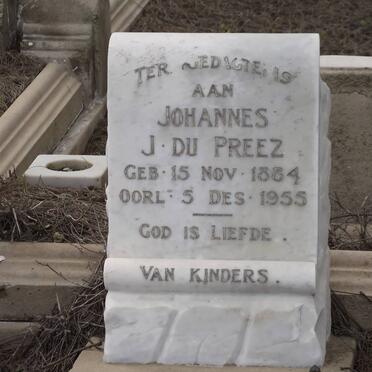 TER GEDAGTENIS
AAN
JOHANNES
J. DU PREEZ
GEB. 15 NOV. 1884
OORL. 5 DES. 1955
GOD IS LIEFDE.
VAN KINDERS.